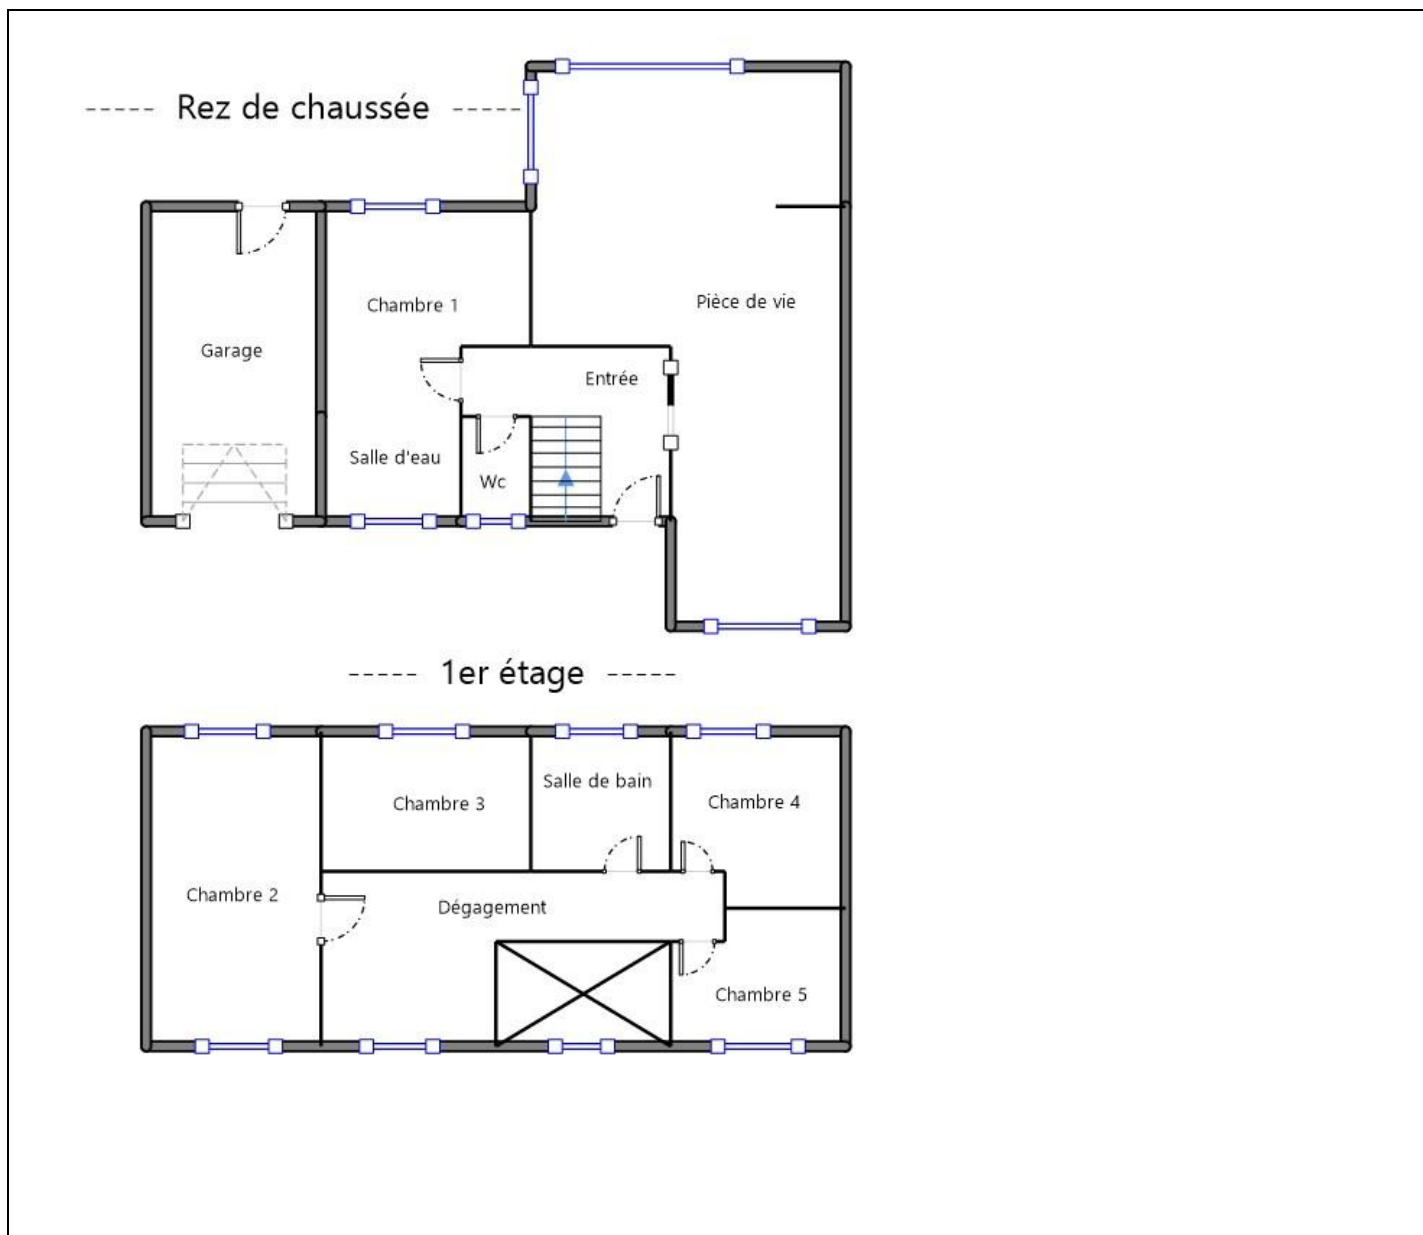 ----- Rez de chaussée -----
Chambre 1
Pièce de vie
Garage
Entrée
Salle d'eau
Wc
----- 1er étage -----
Salle de bain
Chambre 3
Chambre 4
Chambre 2
Dégagement
Chambre 5